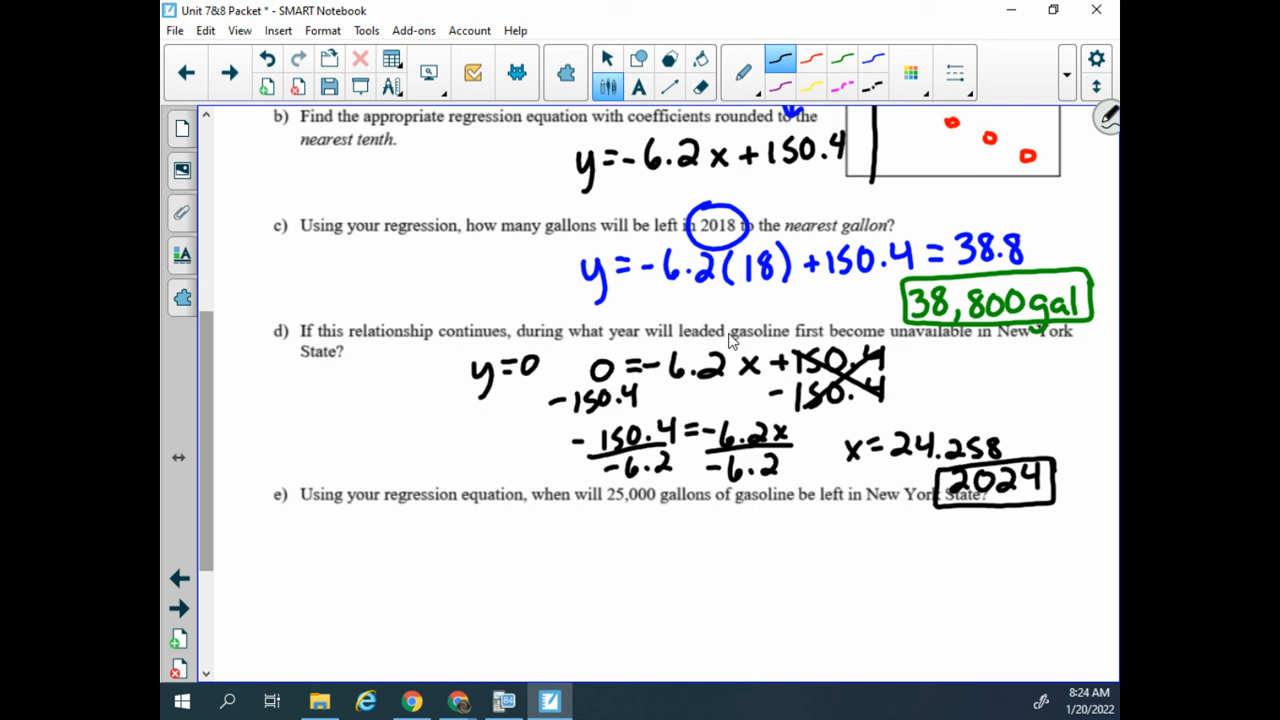 Unit 7&8 Packet * - SMART Notebook
File Edit View Insert Format Tools Add-ons Account Help
b) Find the appropriate regression equation with coefficients rounded to the
nearest tenth.
y=-6.2x+150.4
c) Using your regression, how many gallons will be left in 2018 to the nearest gallon?
y=-6.2(18)+150.4=38.8
38,800gal
d) If this relationship continues, during what year will leaded gasoline first become unavailable in New York
State?
y=0 0=-6.2x+150.4
-150.4 -150.4
-150.4=-6.2x
-6.2 -6.2
x=24.258
2024
e) Using your regression equation, when will 25,000 gallons of gasoline be left in New York State?
8:24 AM
1/20/2022